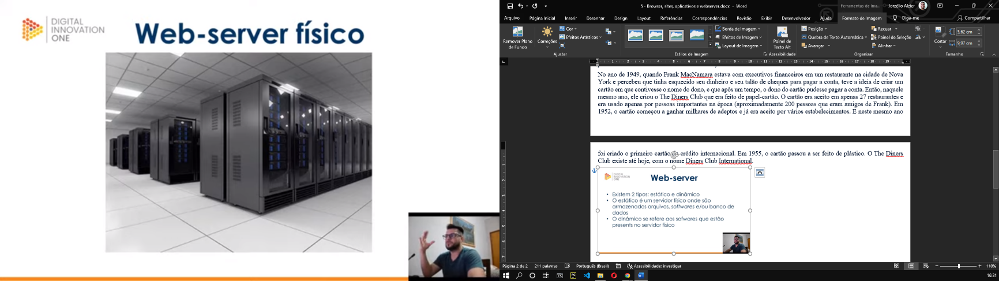 DIGITAL
INNOVATION
ONE
Web-server físico
5 - Browser, sites, aplicativos e webserver.docx - Word
Ferramentas de Ima...
Jorzélio Alzier
Arquivo Página Inicial Inserir Desenhar Design Layout Referências Correspondências Revisão Exibir Desenvolvedor Ajuda Formato de Imagem Diga-me Compartilhar
Remover Plano de Fundo
Correções
Cor
Efeitos Artísticos
Ajustar
Borda de Imagem
Efeitos de Imagem
Layout de Imagem
Estilos de Imagem
Painel de Texto Alt
Acessibilidade
Posição
Quebra de Texto Automática
Avançar
Recuar
Painel de Seleção
Alinhar
Organizar
Cortar
5,62 cm
9,97 cm
Tamanho
No ano de 1949, quando Frank MacNamara estava com executivos financeiros em um restaurante na cidade de Nova
York e percebeu que tinha esquecido seu dinheiro e seu talão de cheques para pagar a conta, teve a ideia de criar um
cartão em que contivesse o nome do dono, e que após um tempo, o dono do cartão pudesse pagar a conta. Então, naquele
mesmo ano, ele criou o The Diners Club que era feito de papel-cartão. O cartão era aceito em apenas 27 restaurantes e
era usado apenas por pessoas importantes na época (aproximadamente 200 pessoas que eram amigos de Frank). Em
1952, o cartão começou a ganhar milhares de adeptos e já era aceito por vários estabelecimentos. E neste mesmo ano
foi criado o primeiro cartão de crédito internacional. Em 1955, o cartão passou a ser feito de plástico. O The Diners
Club existe até hoje, com o nome Diners Club International.
DIGITAL
INNOVATION
ONE
Web-server
• Existem 2 tipos: estático e dinâmico
• O estático é um servidor físico onde são
armazenados arquivos, softwares e/ou banco de
dados
• O dinâmico se refere aos sofwares que estão
presents no servidor físico
Página 2 de 2 211 palavras Português (Brasil) Acessibilidade: investigar 110%
16:31